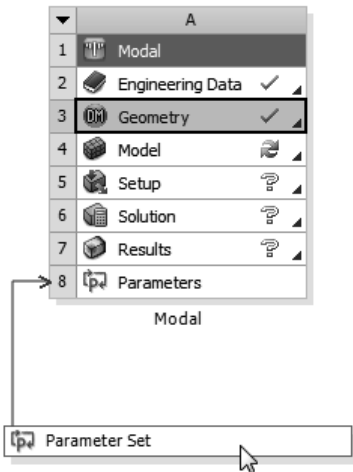 A
1 Modal
2 Engineering Data
3 DM Geometry
4 Model
5 Setup
6 Solution
7 Results
8 Parameters
Modal
Parameter Set